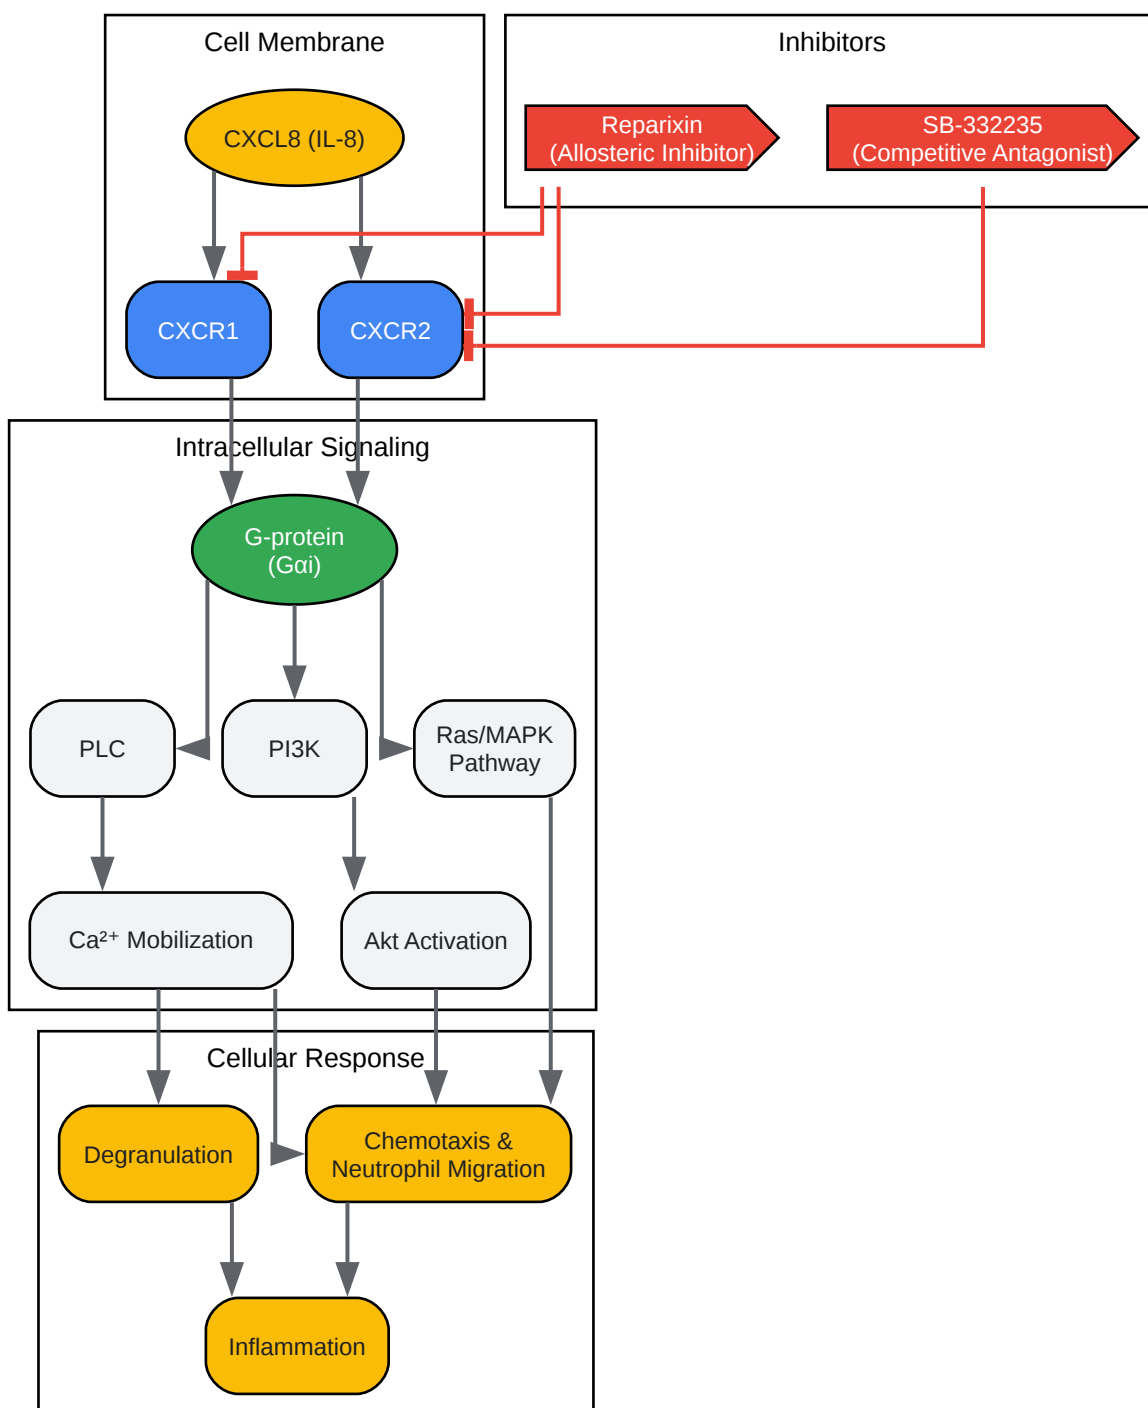 Cell Membrane
Inhibitors
CXCL8 (IL-8)
Reparixin
(Allosteric Inhibitor)
SB-332235
(Competitive Antagonist)
CXCR1
CXCR2
Intracellular Signaling
G-protein
(Gαi)
PLC
PI3K
Ras/MAPK
Pathway
Ca²⁺ Mobilization
Akt Activation
Cellular Response
Degranulation
Chemotaxis &
Neutrophil Migration
Inflammation